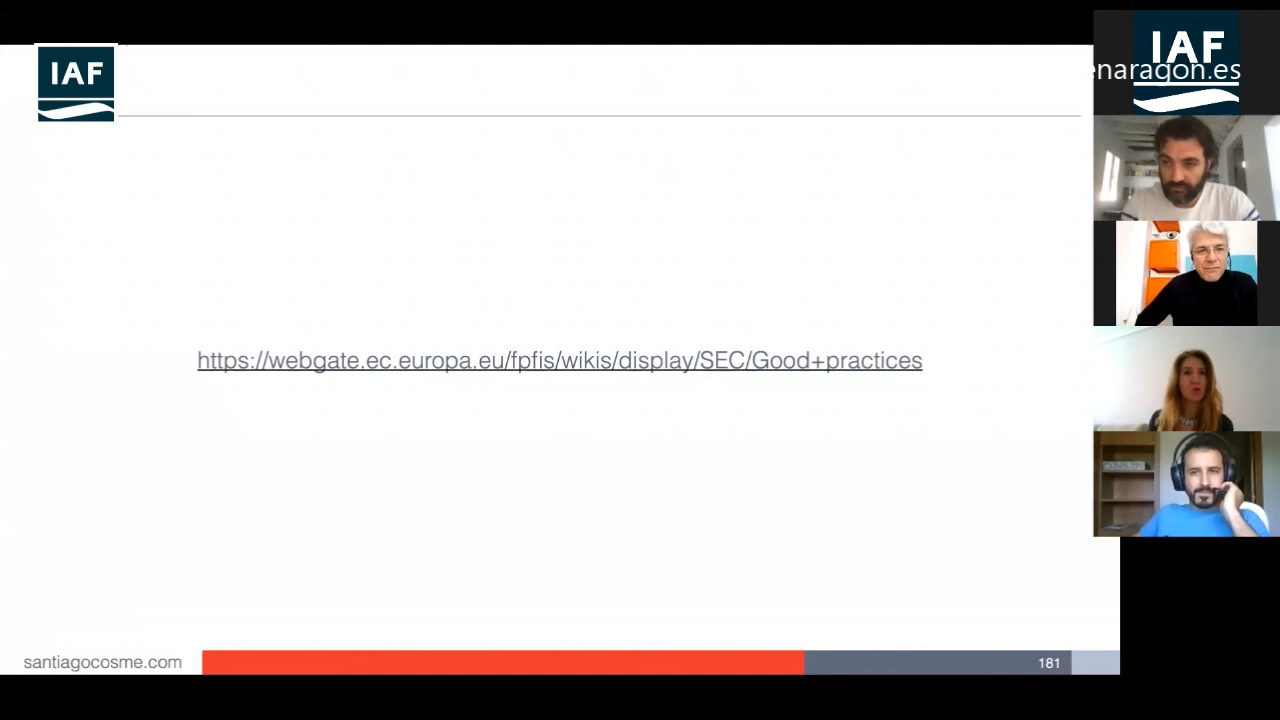 IAF
IAF
enaragon.es
https://webgate.ec.europa.eu/fpfis/wikis/display/SEC/Good+practices
santiagocosme.com
181